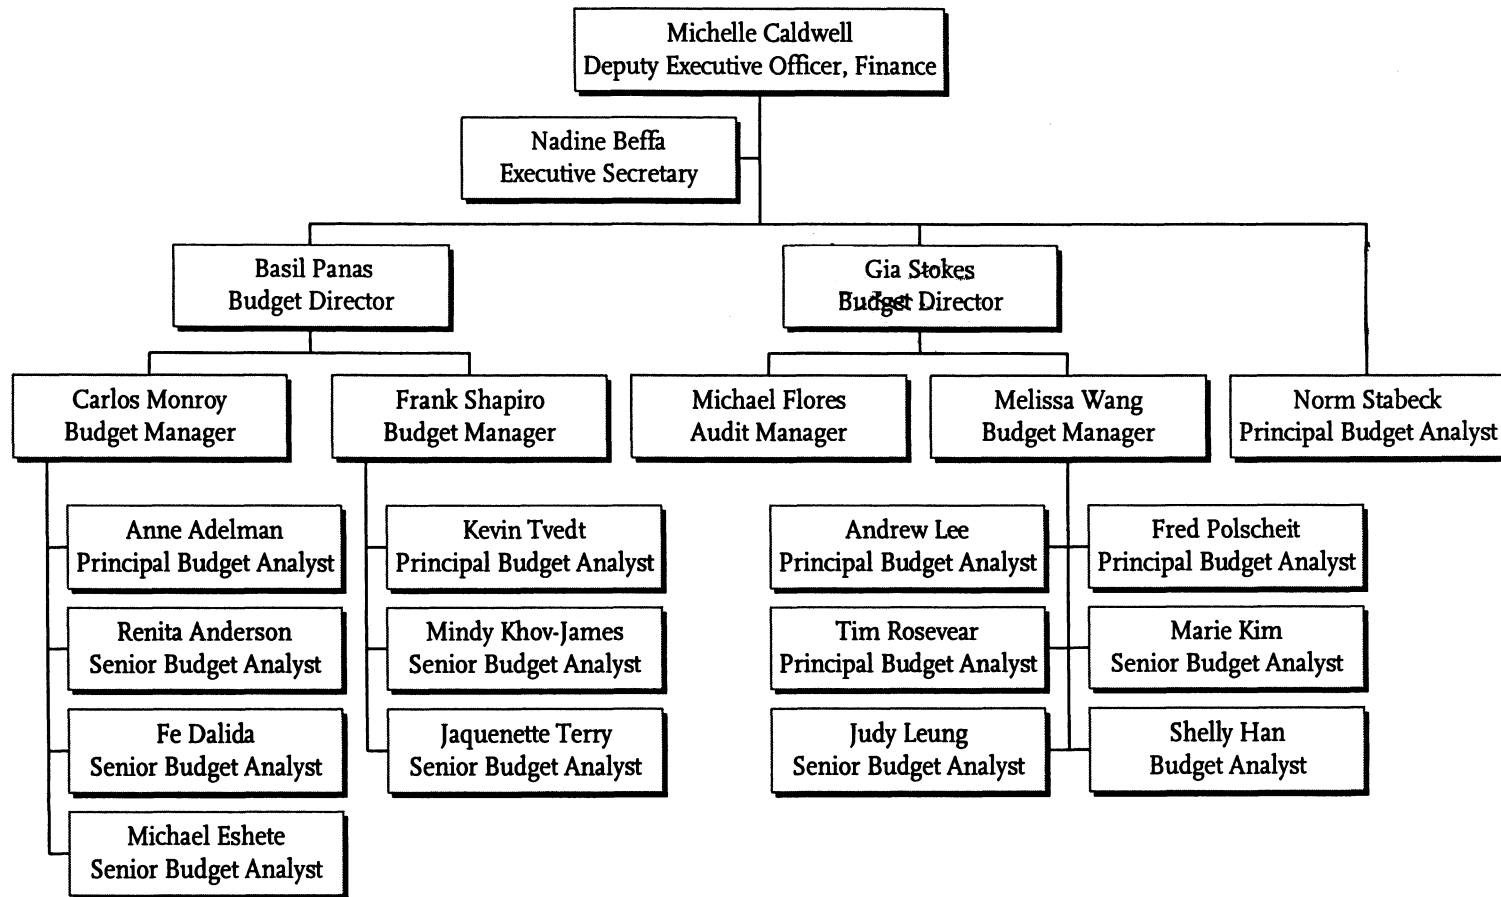 Michelle Caldwell
Deputy Executive Officer, Finance
Nadine Beffa
Executive Secretary
Basil Panas
Budget Director
Gia Stokes
Budget Director
Carlos Monroy
Budget Manager
Frank Shapiro
Budget Manager
Michael Flores
Audit Manager
Melissa Wang
Budget Manager
Norm Stabeck
Principal Budget Analyst
Anne Adelman
Principal Budget Analyst
Renita Anderson
Senior Budget Analyst
Fe Dalida
Senior Budget Analyst
Michael Eshete
Senior Budget Analyst
Kevin Tvedt
Principal Budget Analyst
Mindy Khov-James
Senior Budget Analyst
Jaquenette Terry
Senior Budget Analyst
Andrew Lee
Principal Budget Analyst
Tim Rosevear
Principal Budget Analyst
Judy Leung
Senior Budget Analyst
Fred Polscheit
Principal Budget Analyst
Marie Kim
Senior Budget Analyst
Shelly Han
Budget Analyst